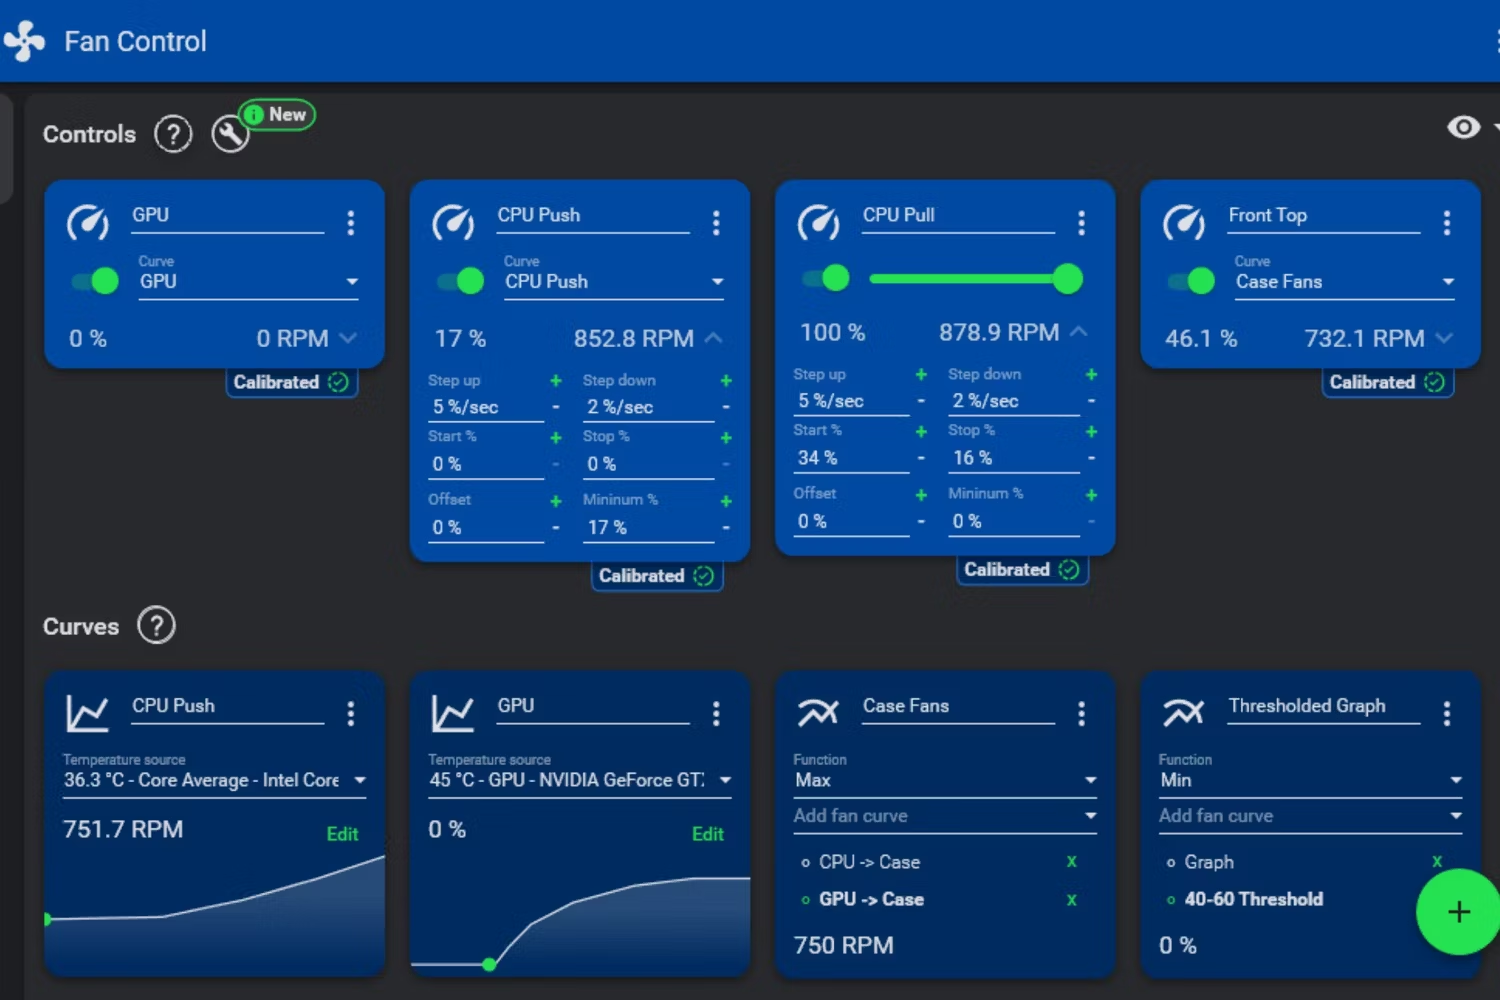 Fan Control
Controls ? i New
GPU
Curve
GPU
0 % 0 RPM
Calibrated
CPU Push
Curve
CPU Push
17 % 852.8 RPM
Step up + Step down +
5 %/sec - 2 %/sec -
Start % + Stop % +
0 % - 0 % -
Offset + Mininum % +
0 % - 17 % -
Calibrated
CPU Pull
100 % 878.9 RPM
Step up + Step down +
5 %/sec - 2 %/sec -
Start % + Stop % +
34 % - 16 % -
Offset + Mininum % +
0 % - 0 % -
Calibrated
Front Top
Curve
Case Fans
46.1 % 732.1 RPM
Calibrated
Curves ?
CPU Push
Temperature source
36.3 °C - Core Average - Intel Core
751.7 RPM Edit
GPU
Temperature source
45 °C - GPU - NVIDIA GeForce GT
0 % Edit
Case Fans
Function
Max
Add fan curve
CPU -> Case x
GPU -> Case x
750 RPM
Thresholded Graph
Function
Min
Add fan curve
Graph x
40-60 Threshold
0 %
+